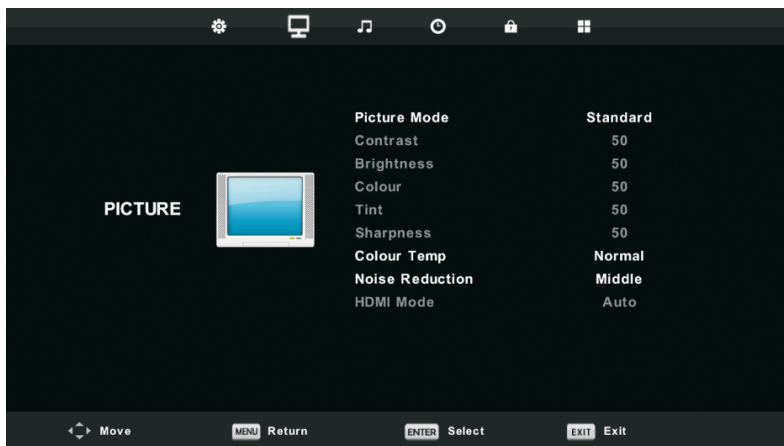 Picture Mode Standard
Contrast 50
Brightness 50
Colour 50
PICTURE
Tint 50
Sharpness 50
Colour Temp Normal
Noise Reduction Middle
HDMI Mode Auto
Move MENU Return ENTER Select EXIT Exit